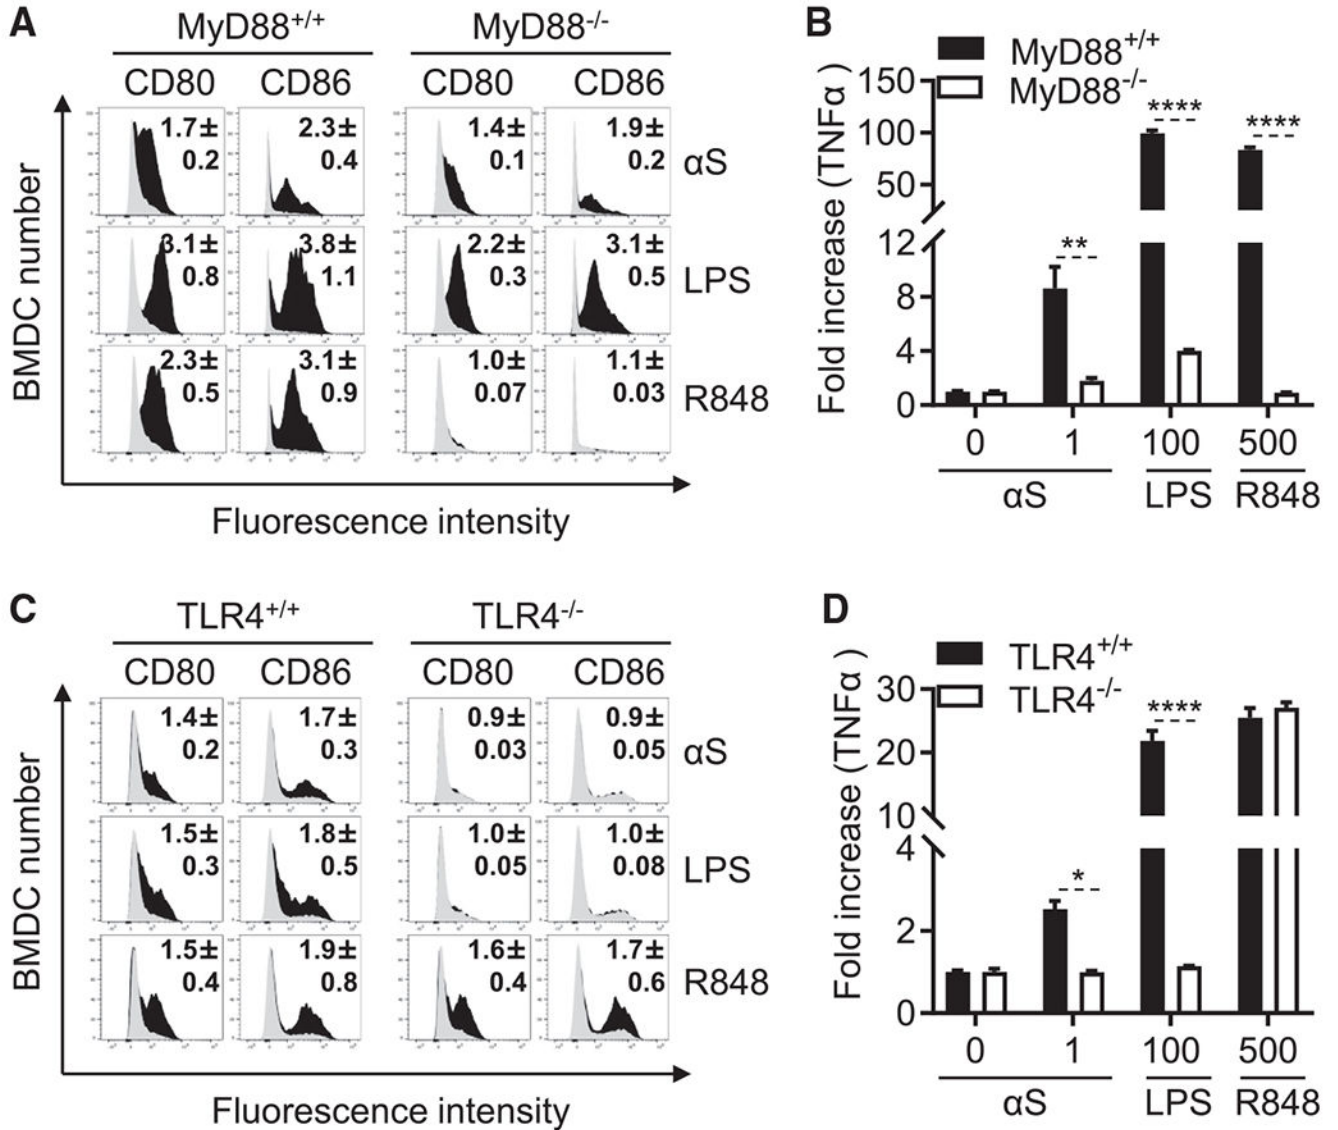 A
MyD88+/+ MyD88-/-
CD80 CD86 CD80 CD86
BMDC number
1.7± 2.3± 1.4± 1.9±
0.2 0.4 0.1 0.2
αS
3.1± 3.8± 2.2± 3.1±
0.8 1.1 0.3 0.5
LPS
2.3± 3.1± 1.0± 1.1±
0.5 0.9 0.07 0.03
R848
Fluorescence intensity
B
MyD88+/+
MyD88-/-
Fold increase (TNFα )
150
100
50
12
8
4
0
**
****
****
0 1 100 500
αS LPS R848
C
TLR4+/+ TLR4-/-
CD80 CD86 CD80 CD86
BMDC number
1.4± 1.7± 0.9± 0.9±
0.2 0.3 0.03 0.05
αS
1.5± 1.8± 1.0± 1.0±
0.3 0.5 0.05 0.08
LPS
1.5± 1.9± 1.6± 1.7±
0.4 0.8 0.4 0.6
R848
Fluorescence intensity
D
TLR4+/+
TLR4-/-
Fold increase (TNFα )
30
20
10
4
2
0
*
****
0 1 100 500
αS LPS R848